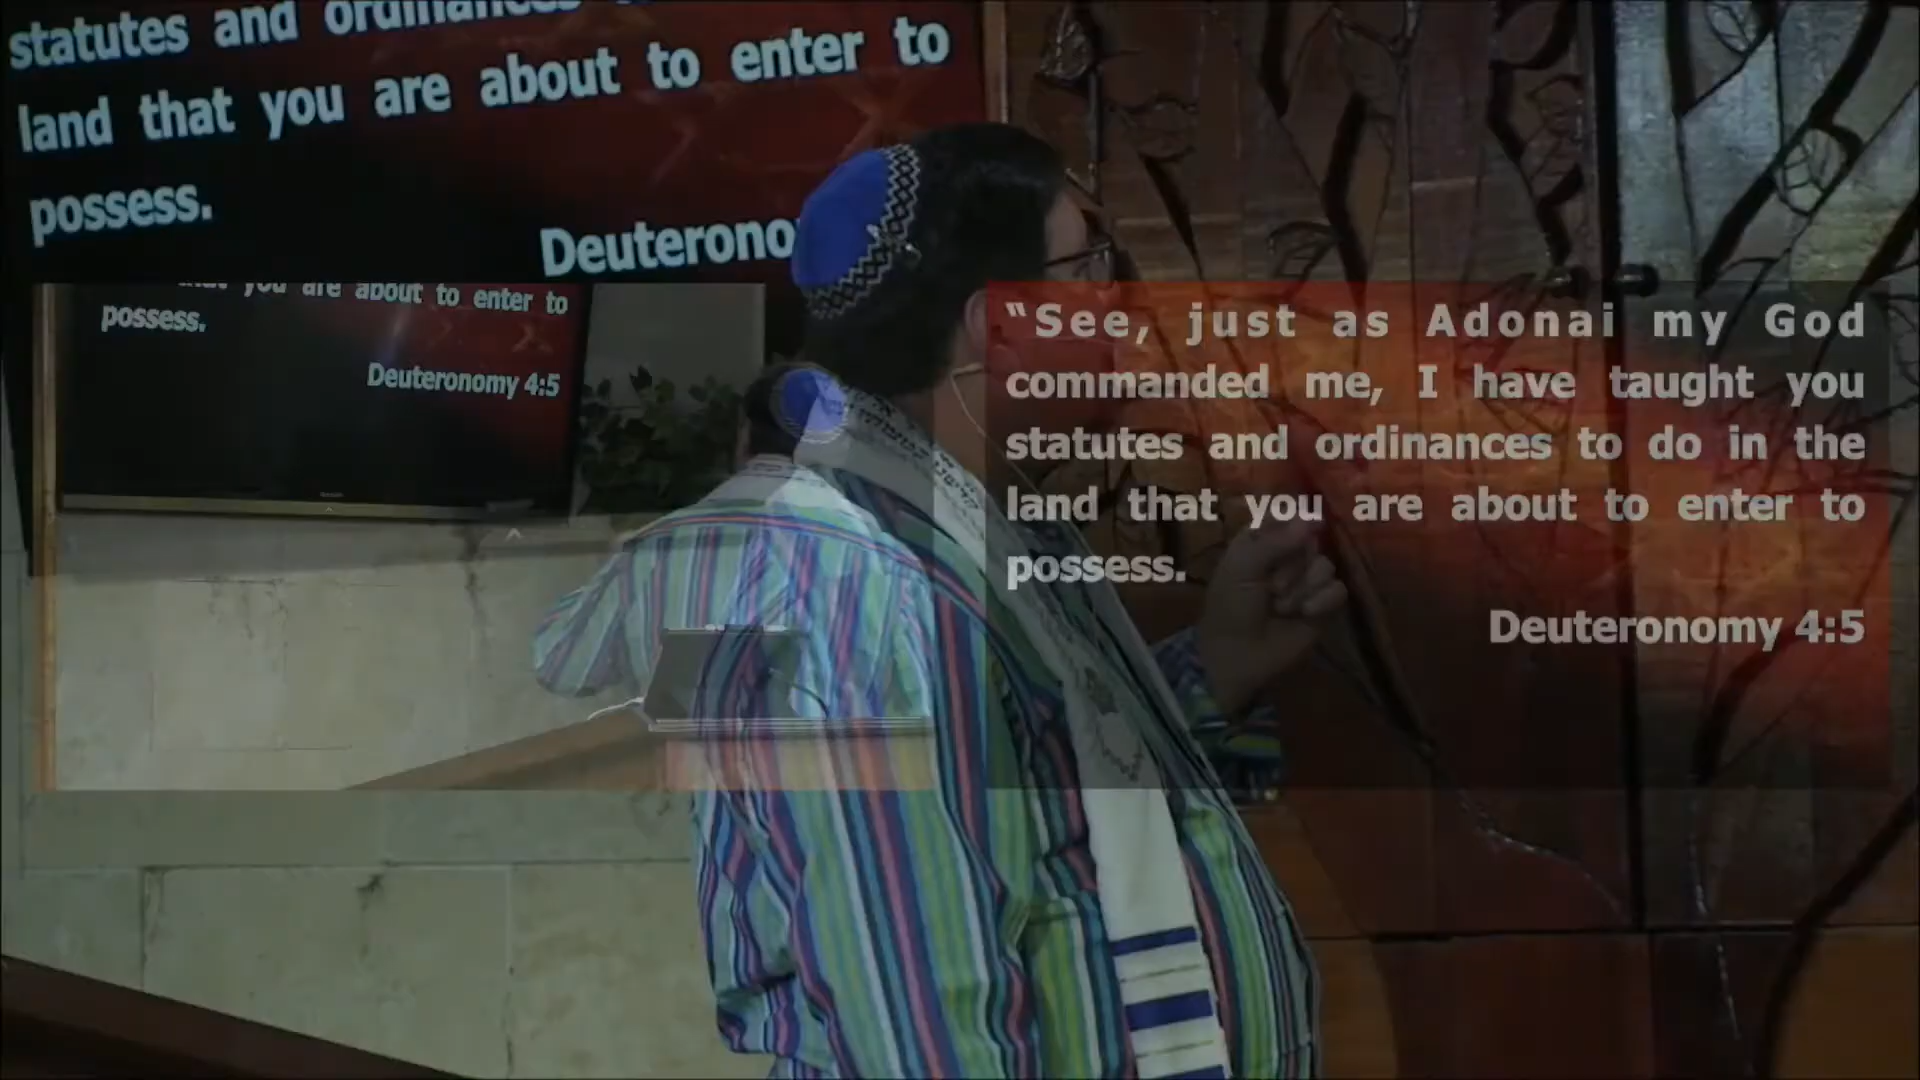 statutes and ordinances
land that you are about to enter to
possess.
Deuterono
you are about to enter to
possess.
Deuteronomy 4:5
“See, just as Adonai my God
commanded me, I have taught you
statutes and ordinances to do in the
land that you are about to enter to
possess.
Deuteronomy 4:5